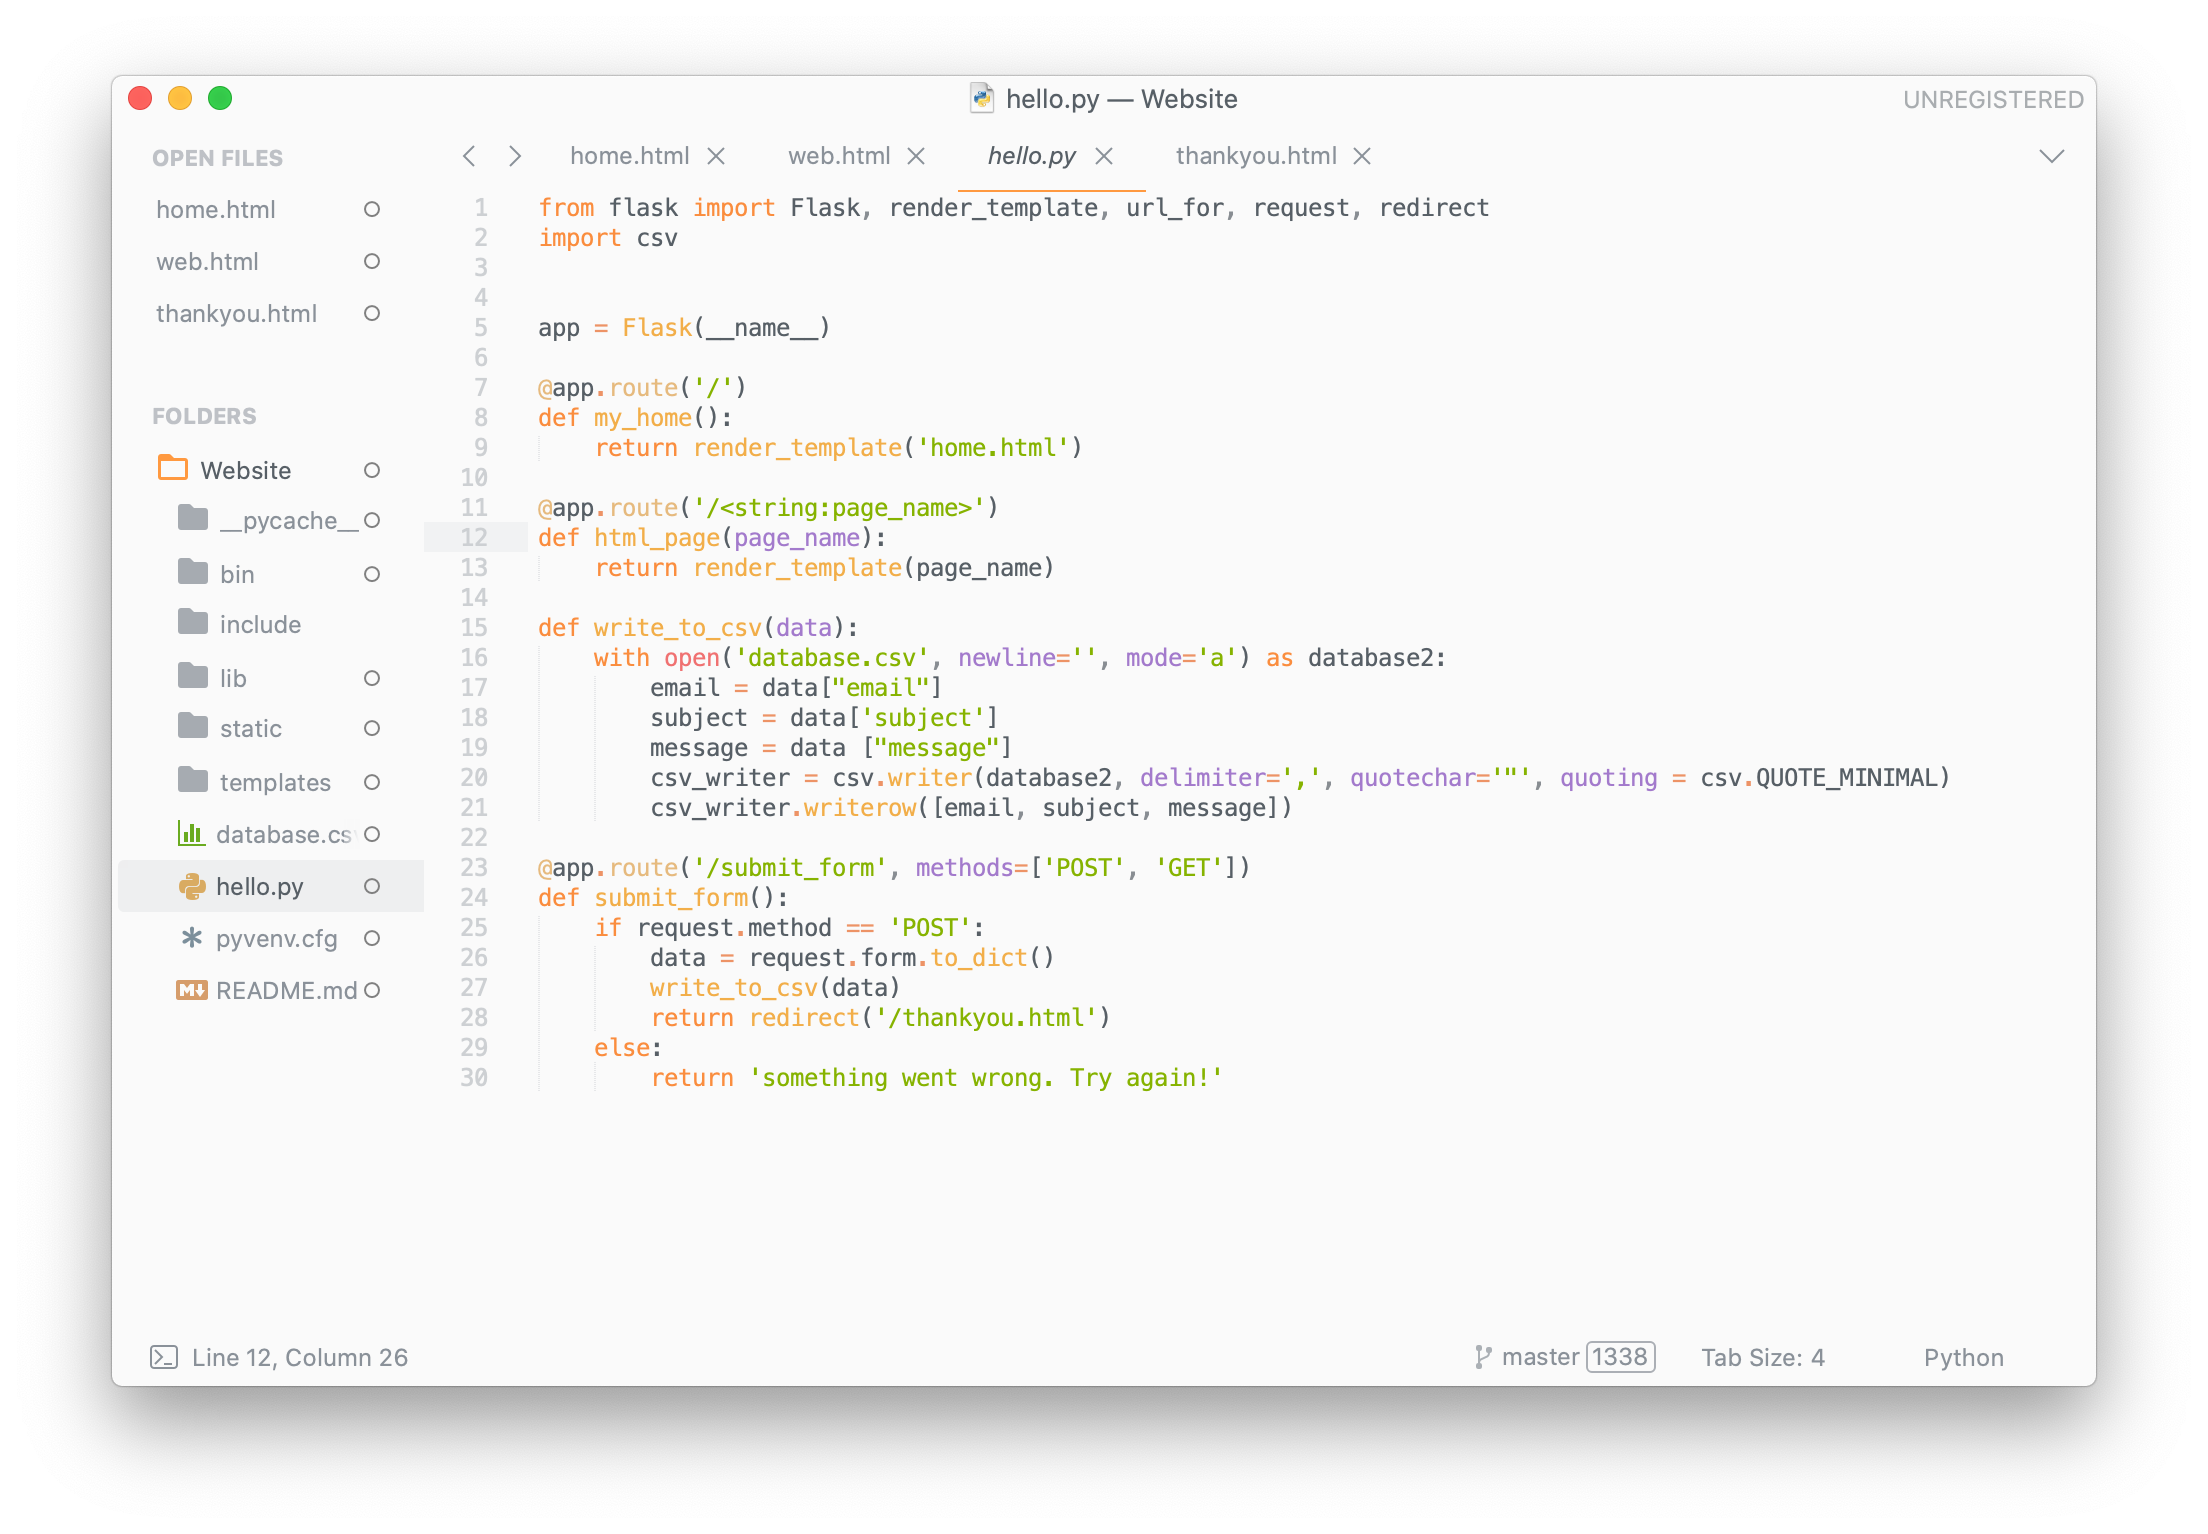 hello.py — Website
UNREGISTERED
OPEN FILES
home.html
web.html
thankyou.html
FOLDERS
Website
__pycache__
bin
include
lib
static
templates
database.csv
hello.py
pyvenv.cfg
README.md
home.html web.html hello.py thankyou.html
1 from flask import Flask, render_template, url_for, request, redirect
2 import csv
3
4
5 app = Flask(__name__)
6
7 @app.route('/')
8 def my_home():
9     return render_template('home.html')
10
11 @app.route('/<string:page_name>')
12 def html_page(page_name):
13     return render_template(page_name)
14
15 def write_to_csv(data):
16     with open('database.csv', newline='', mode='a') as database2:
17         email = data["email"]
18         subject = data['subject']
19         message = data ["message"]
20         csv_writer = csv.writer(database2, delimiter=',', quotechar='"', quoting = csv.QUOTE_MINIMAL)
21         csv_writer.writerow([email, subject, message])
22
23 @app.route('/submit_form', methods=['POST', 'GET'])
24 def submit_form():
25     if request.method == 'POST':
26         data = request.form.to_dict()
27         write_to_csv(data)
28         return redirect('/thankyou.html')
29     else:
30         return 'something went wrong. Try again!'
Line 12, Column 26
master 1338
Tab Size: 4
Python